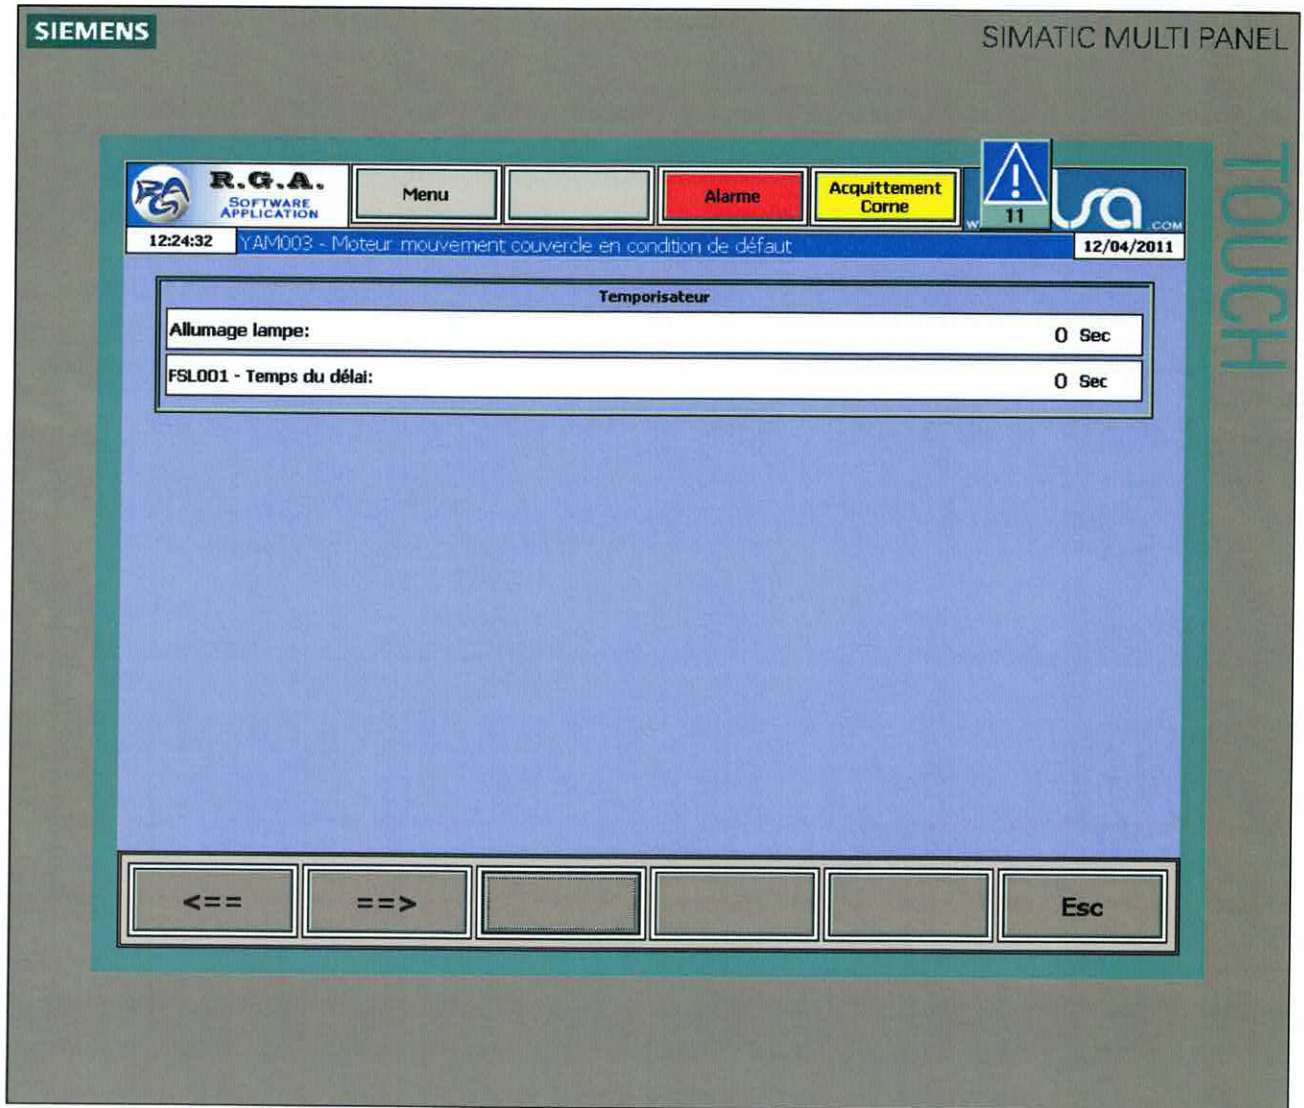 SIEMENS
SIMATIC MULTI PANEL
TOUCH
R.G.A.
SOFTWARE
APPLICATION
Menu
Alarme
Acquittement
Corne
11
.COM
12:24:32
YAM003 - Moteur mouvement couvercle en condition de défaut
12/04/2011
Temporisateur
Allumage lampe:
0 Sec
FSL001 - Temps du délai:
0 Sec
<==
==>
Esc